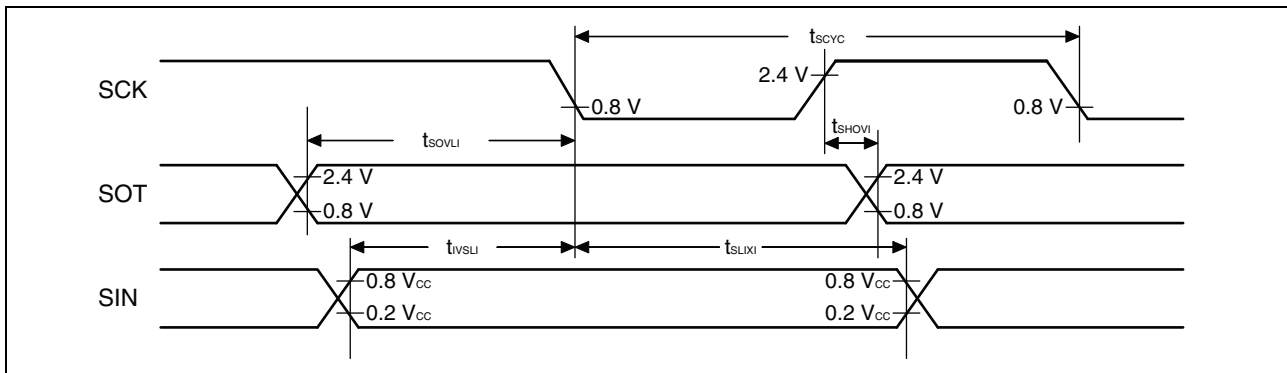 tSCYC
SCK
2.4 V
0.8 V
0.8 V
tSOVLI
tSHOVI
SOT
2.4 V
0.8 V
2.4 V
0.8 V
tIVSLI
tSLIXI
SIN
0.8 VCC
0.2 VCC
0.8 VCC
0.2 VCC